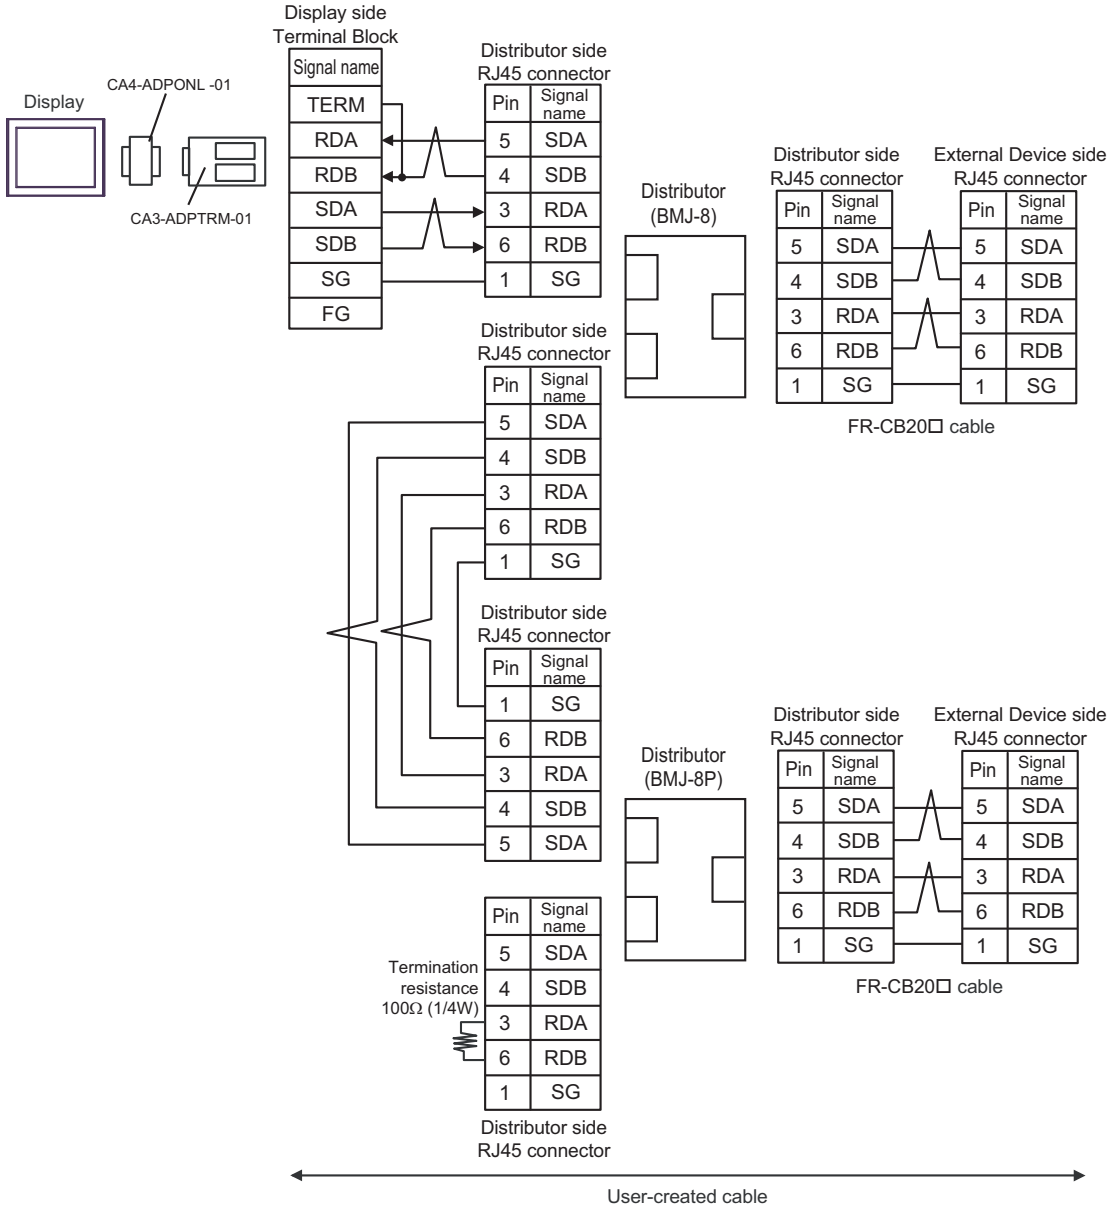 Display side
Terminal Block
Signal name
TERM
RDA
RDB
SDA
SDB
SG
FG
Display
CA4-ADPONL -01
CA3-ADPTRM-01
Distributor side
RJ45 connector
Pin Signal name
5 SDA
4 SDB
3 RDA
6 RDB
1 SG
Distributor
(BMJ-8)
Distributor side
RJ45 connector
Pin Signal name
5 SDA
4 SDB
3 RDA
6 RDB
1 SG
External Device side
RJ45 connector
Pin Signal name
5 SDA
4 SDB
3 RDA
6 RDB
1 SG
FR-CB20□ cable
Distributor side
RJ45 connector
Pin Signal name
5 SDA
4 SDB
3 RDA
6 RDB
1 SG
Distributor side
RJ45 connector
Pin Signal name
1 SG
6 RDB
3 RDA
4 SDB
5 SDA
Distributor
(BMJ-8P)
Distributor side
RJ45 connector
Pin Signal name
5 SDA
4 SDB
3 RDA
6 RDB
1 SG
External Device side
RJ45 connector
Pin Signal name
5 SDA
4 SDB
3 RDA
6 RDB
1 SG
FR-CB20□ cable
Termination
resistance
100Ω (1/4W)
Pin Signal name
5 SDA
4 SDB
3 RDA
6 RDB
1 SG
Distributor side
RJ45 connector
User-created cable